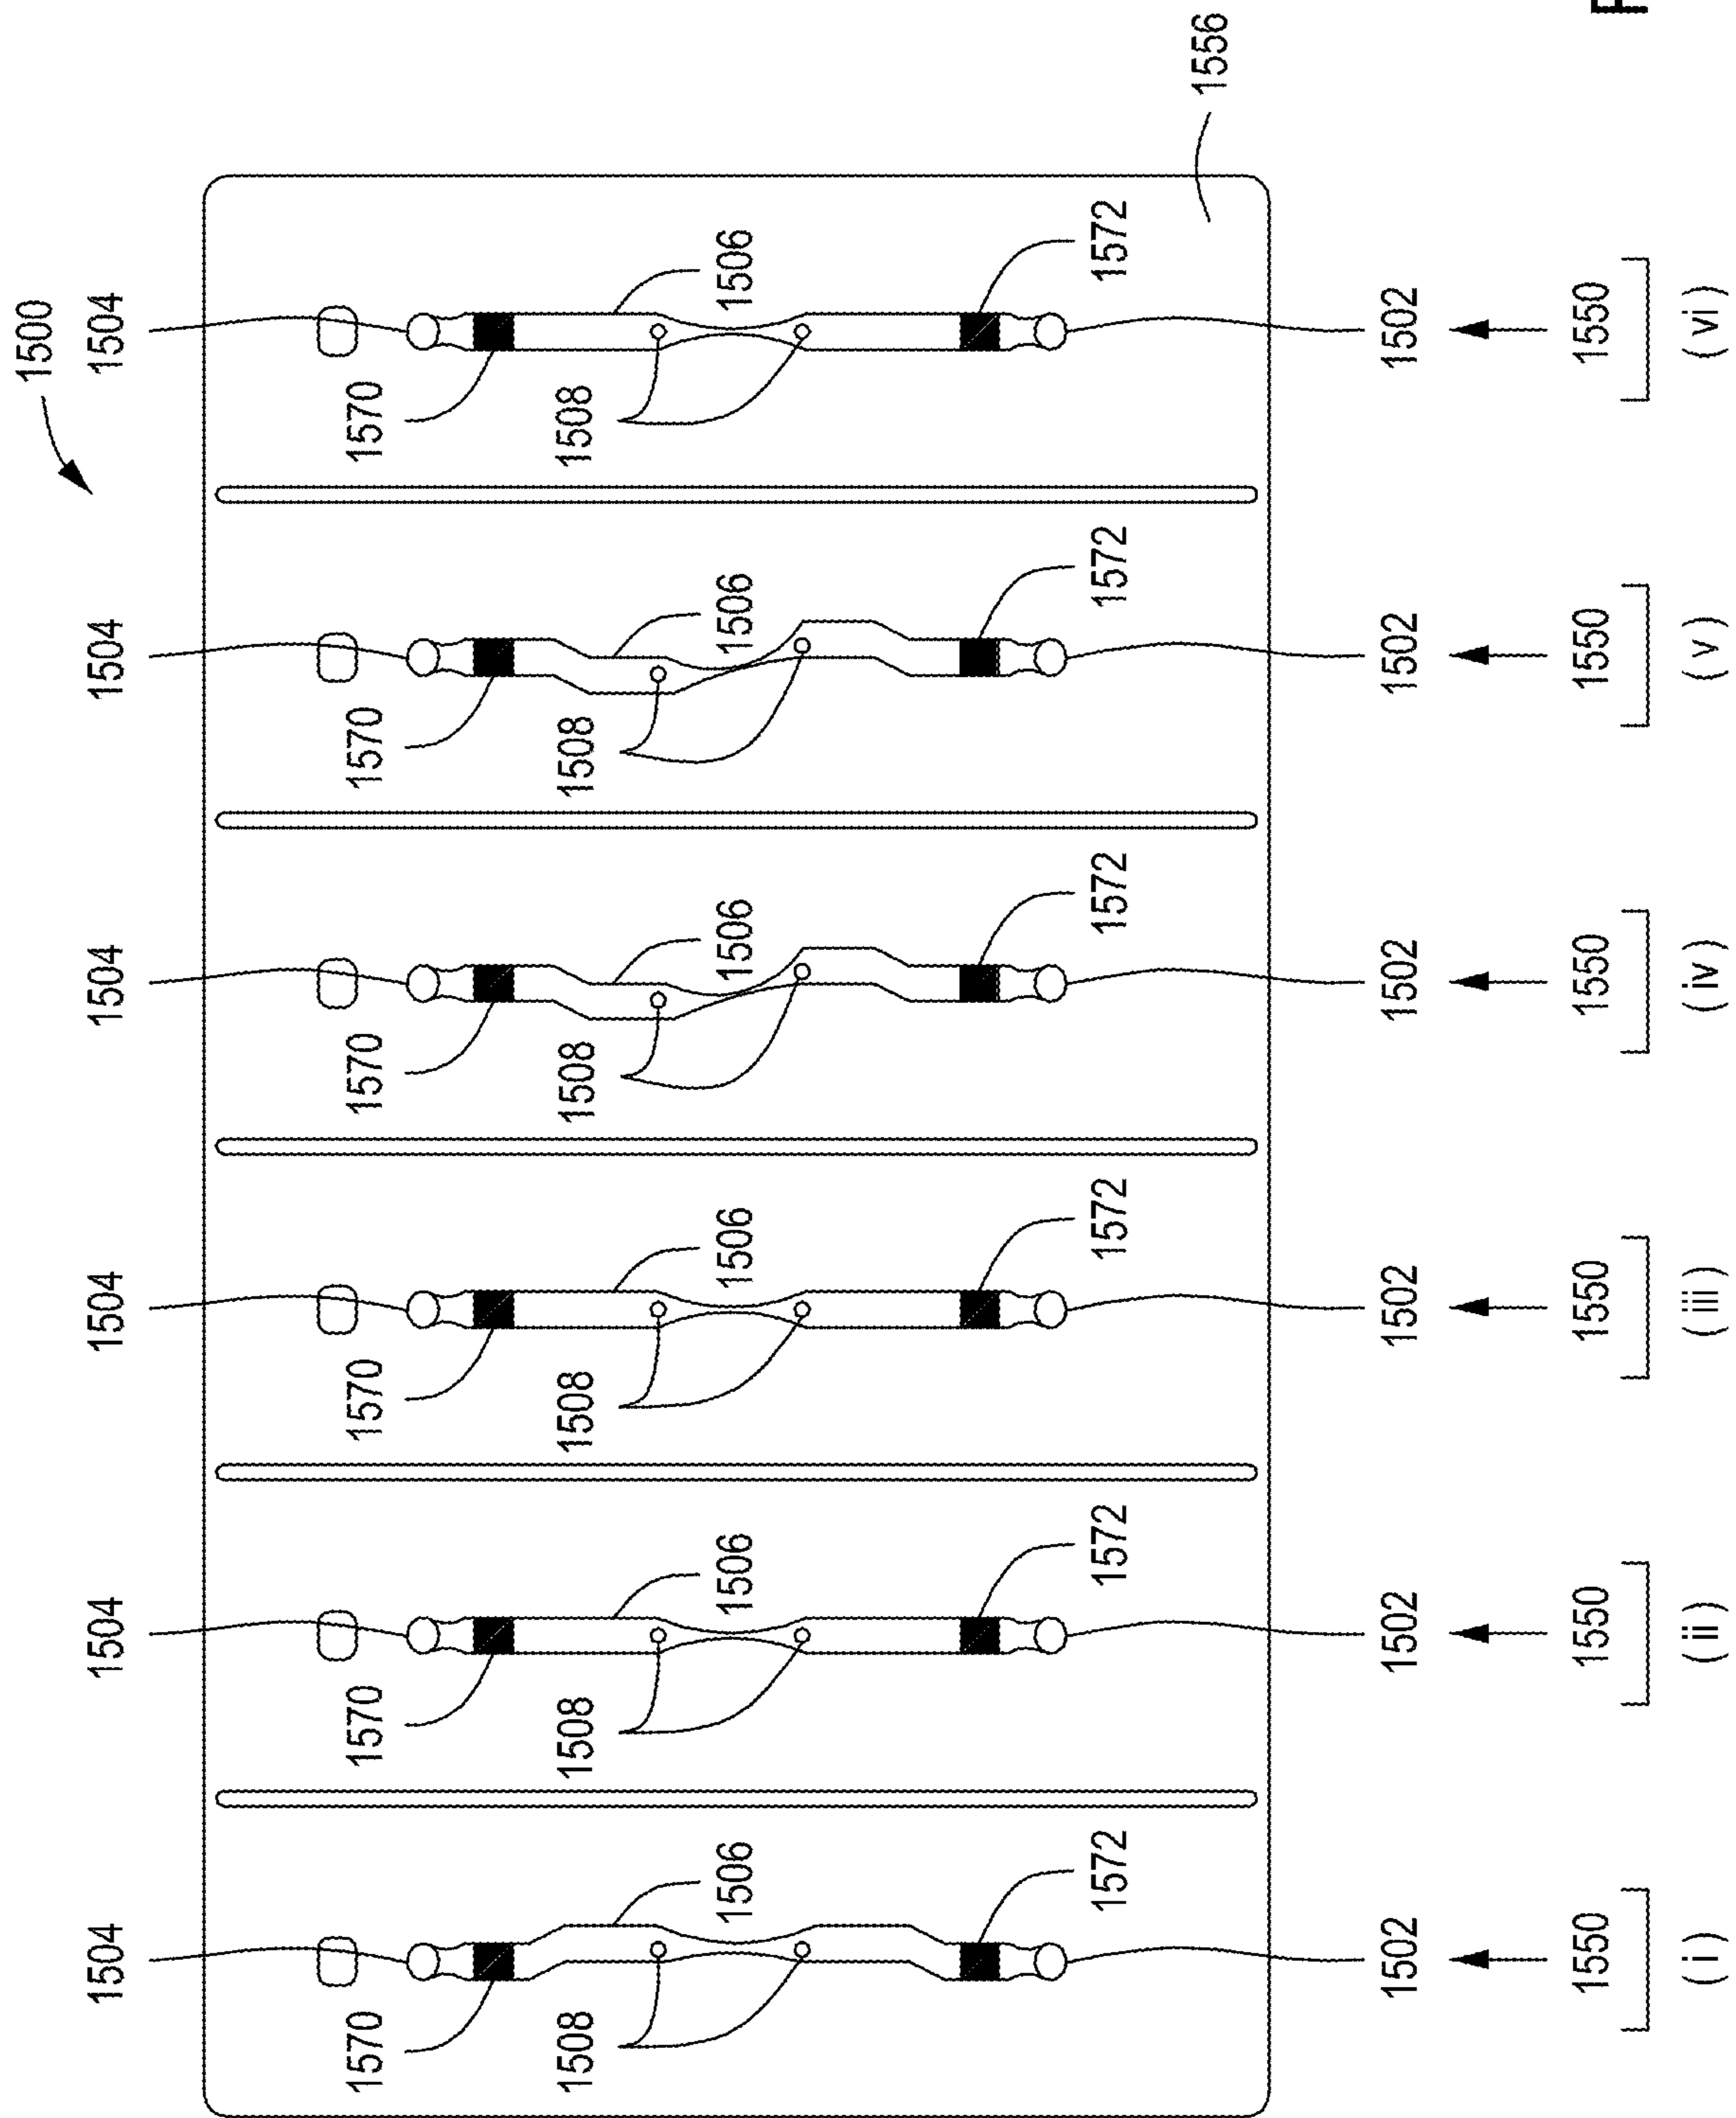 1500
1504 1504 1504 1504 1504 1504
1570 1570 1570 1570 1570 1570
1508 1508 1508 1508 1508 1508
1506 1506 1506 1506 1506 1506
1572 1572 1572 1572 1572 1572
1556
1502 1502 1502 1502 1502 1502
1550 1550 1550 1550 1550 1550
( i ) ( ii ) ( iii ) ( iv ) ( v ) ( vi )